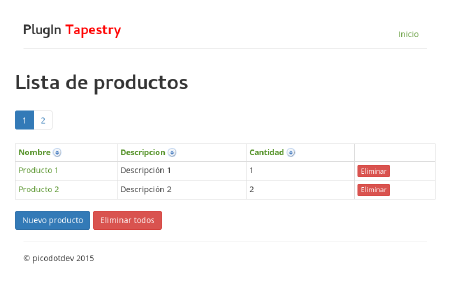 PlugIn Tapestry
Inicio
Lista de productos
1 2
Nombre Descripcion Cantidad
Producto 1 Descripción 1 1 Eliminar
Producto 2 Descripción 2 2 Eliminar
Nuevo producto Eliminar todos
© picodotdev 2015